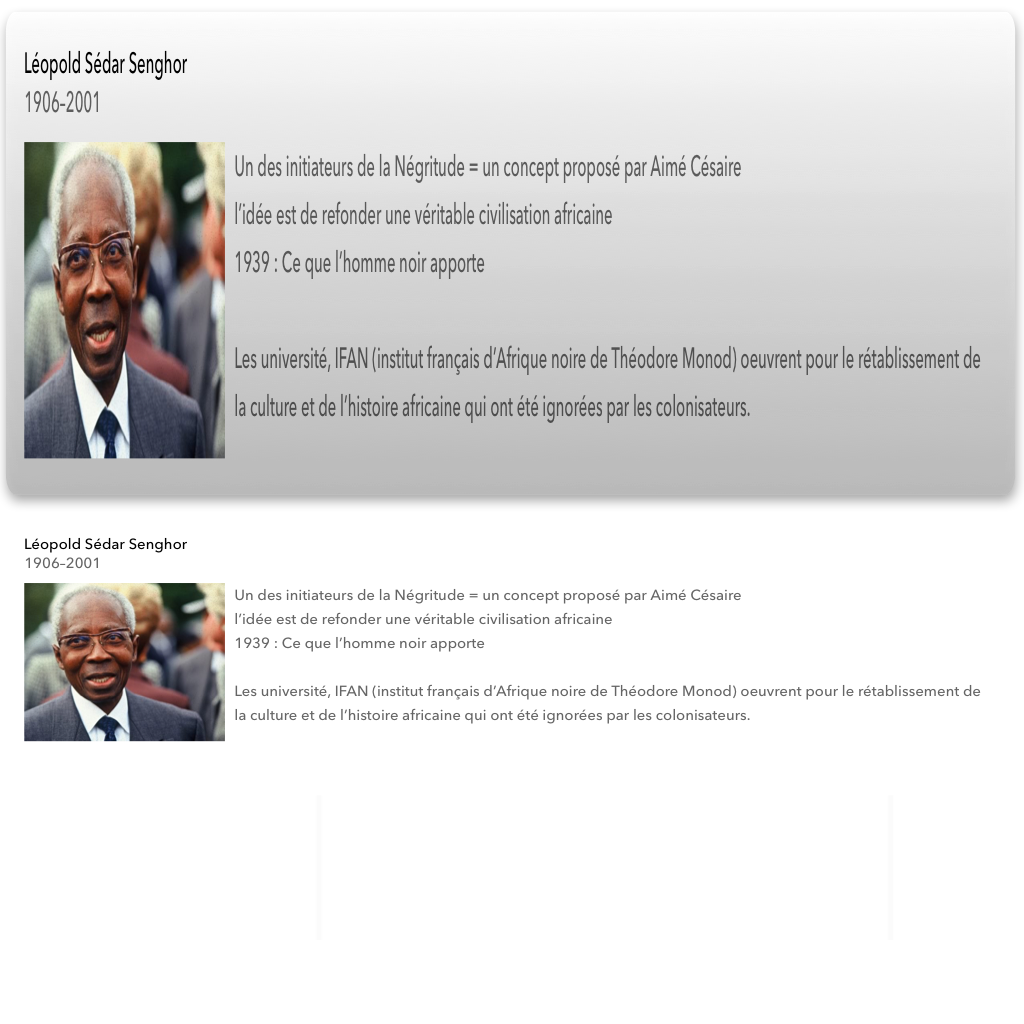 Léopold Sédar Senghor
1906–2001
Un des initiateurs de la Négritude = un concept proposé par Aimé Césaire
l’idée est de refonder une véritable civilisation africaine
1939 : Ce que l’homme noir apporte
Les université, IFAN (institut français d’Afrique noire de Théodore Monod) oeuvrent pour le rétablissement de
la culture et de l’histoire africaine qui ont été ignorées par les colonisateurs.
Léopold Sédar Senghor
1906–2001
Un des initiateurs de la Négritude = un concept proposé par Aimé Césaire
l’idée est de refonder une véritable civilisation africaine
1939 : Ce que l’homme noir apporte
Les université, IFAN (institut français d’Afrique noire de Théodore Monod) oeuvrent pour le rétablissement de
la culture et de l’histoire africaine qui ont été ignorées par les colonisateurs.